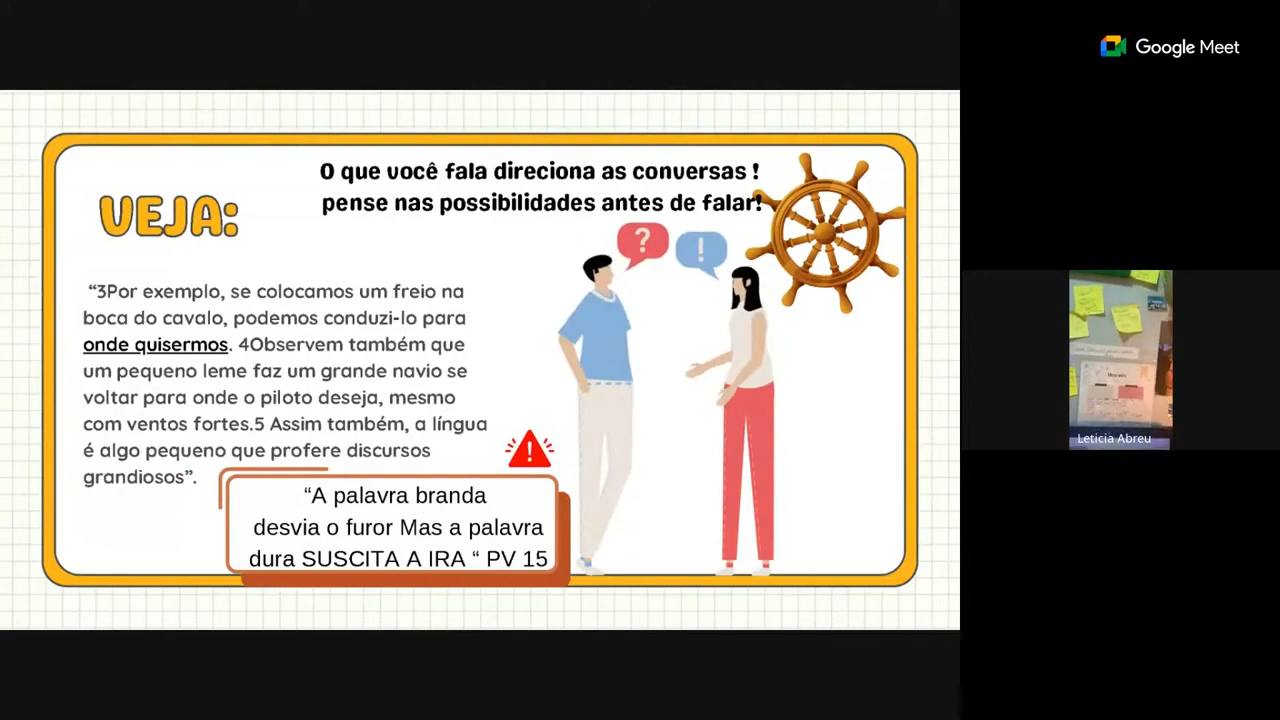 Google Meet
O que você fala direciona as conversas !
pense nas possibilidades antes de falar!
VEJA:
“3Por exemplo, se colocamos um freio na
boca do cavalo, podemos conduzi-lo para
onde quisermos. 4Observem também que
um pequeno leme faz um grande navio se
voltar para onde o piloto deseja, mesmo
com ventos fortes.5 Assim também, a língua
é algo pequeno que profere discursos
grandiosos”.
?
!
!
“A palavra branda
desvia o furor Mas a palavra
dura SUSCITA A IRA “ PV 15
Leticia Abreu